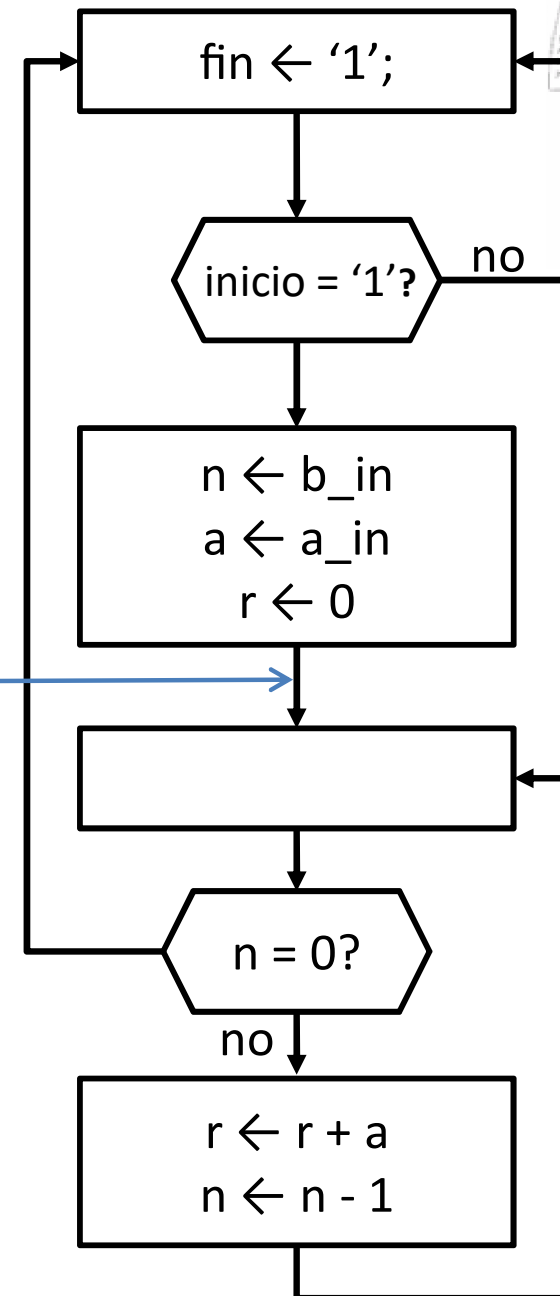 fin ← ‘1’;
inicio = ‘1’?
no
n ← b_in
a ← a_in
r ← 0
n = 0?
no
r ← r + a
n ← n - 1